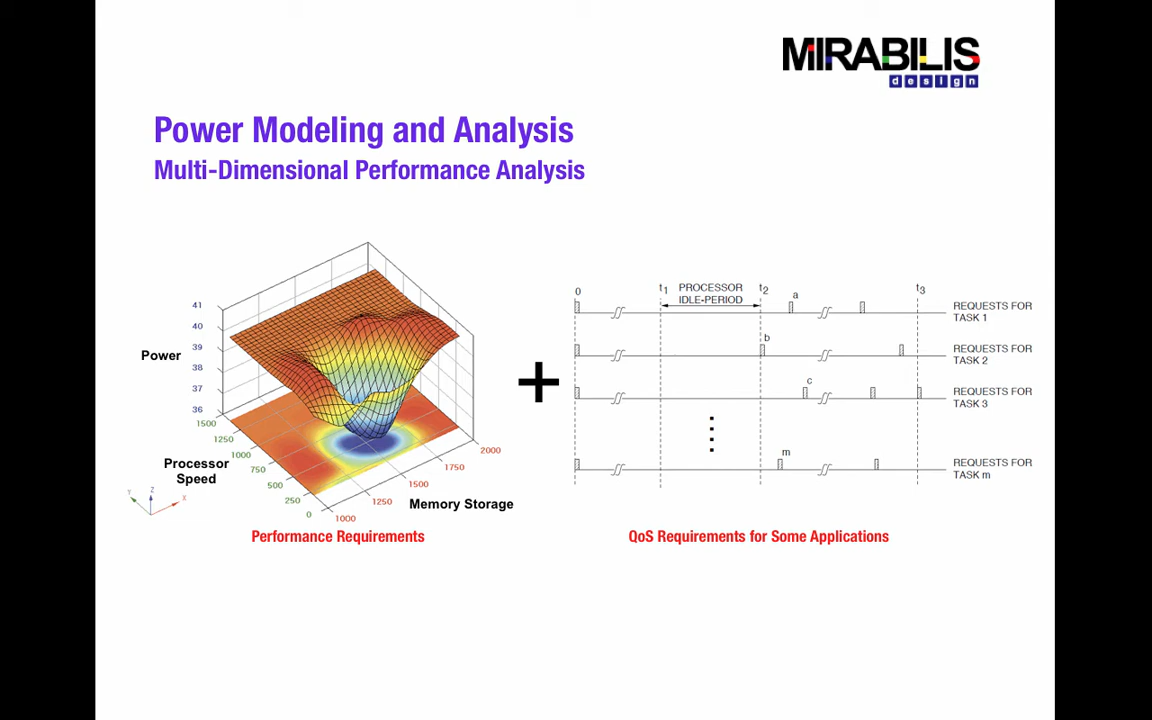 MIRABILIS
design
Power Modeling and Analysis
Multi-Dimensional Performance Analysis
41
40
39
38
37
36
Power
1500
1250
1000
750
500
250
0
Processor
Speed
1000
1250
1500
1750
2000
Memory Storage
Y
Z
X
Performance Requirements
+
0
t1
PROCESSOR
IDLE-PERIOD
t2
t3
a
REQUESTS FOR
TASK 1
b
REQUESTS FOR
TASK 2
c
REQUESTS FOR
TASK 3
m
REQUESTS FOR
TASK m
QoS Requirements for Some Applications